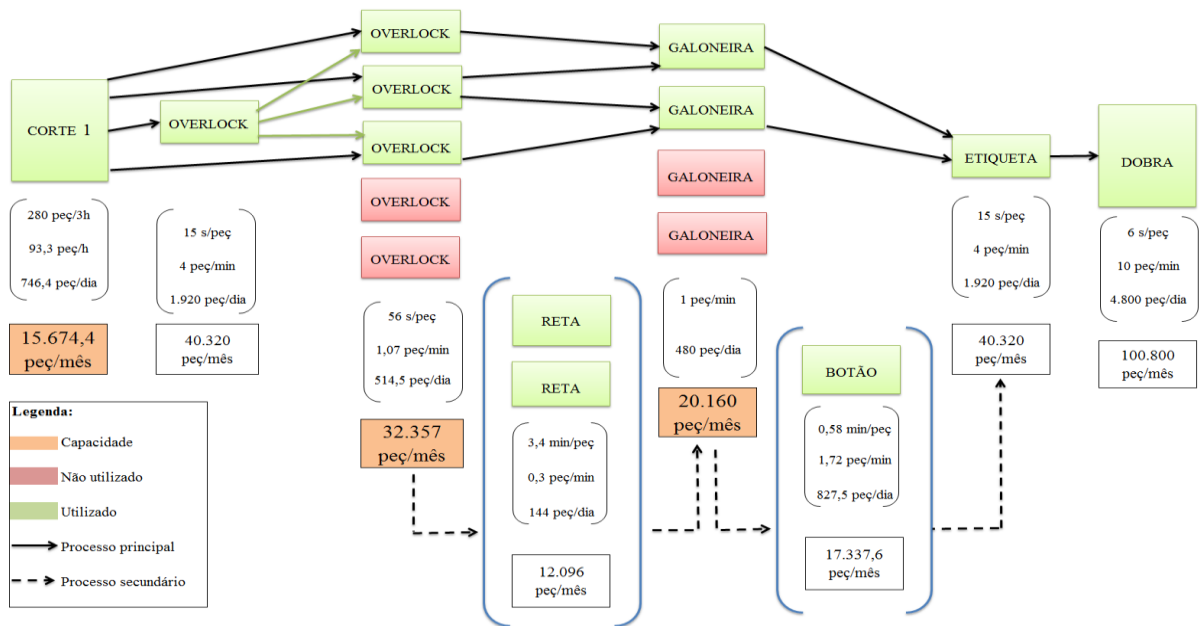 OVERLOCK
GALONEIRA
OVERLOCK
CORTE 1
OVERLOCK
GALONEIRA
OVERLOCK
ETIQUETA
DOBRA
OVERLOCK
GALONEIRA
OVERLOCK
GALONEIRA
280 peç/3h
93,3 peç/h
746,4 peç/dia
15.674,4
peç/mês
15 s/peç
4 peç/min
1.920 peç/dia
40.320
peç/mês
56 s/peç
1,07 peç/min
514,5 peç/dia
32.357
peç/mês
RETA
RETA
3,4 min/peç
0,3 peç/min
144 peç/dia
12.096
peç/mês
1 peç/min
480 peç/dia
20.160
peç/mês
BOTÃO
0,58 min/peç
1,72 peç/min
827,5 peç/dia
17.337,6
peç/mês
15 s/peç
4 peç/min
1.920 peç/dia
40.320
peç/mês
6 s/peç
10 peç/min
4.800 peç/dia
100.800
peç/mês
Legenda:
Capacidade
Não utilizado
Utilizado
Processo principal
Processo secundário